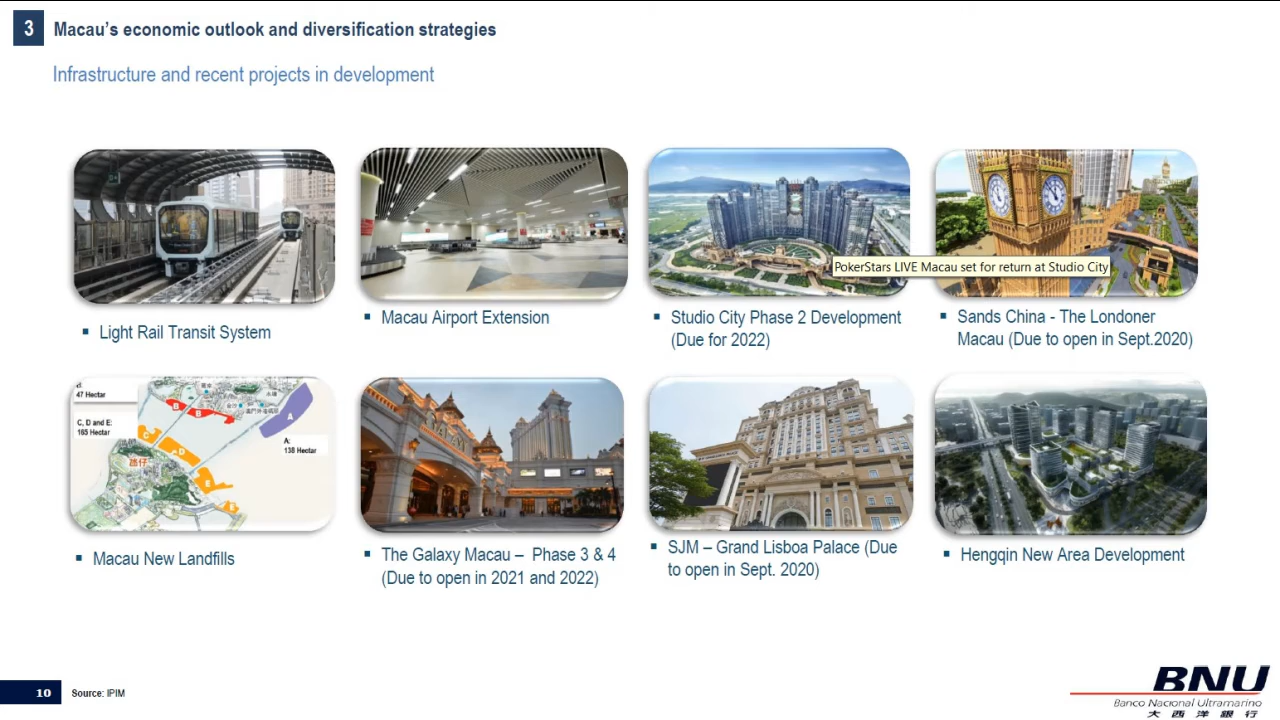 3
Macau’s economic outlook and diversification strategies
Infrastructure and recent projects in development
PokerStars LIVE Macau set for return at Studio City
▪ Light Rail Transit System
▪ Macau Airport Extension
▪ Studio City Phase 2 Development
(Due for 2022)
▪ Sands China - The Londoner
Macau (Due to open in Sept.2020)
47 Hectar
C, D and E:
165 Hectar
B
B
A
C
D
E
A:
138 Hectar
氹仔
▪ Macau New Landfills
▪ The Galaxy Macau – Phase 3 & 4
(Due to open in 2021 and 2022)
▪ SJM – Grand Lisboa Palace (Due
to open in Sept. 2020)
▪ Hengqin New Area Development
10
Source: IPIM
BNU
Banco Nacional Ultramarino
大西洋銀行